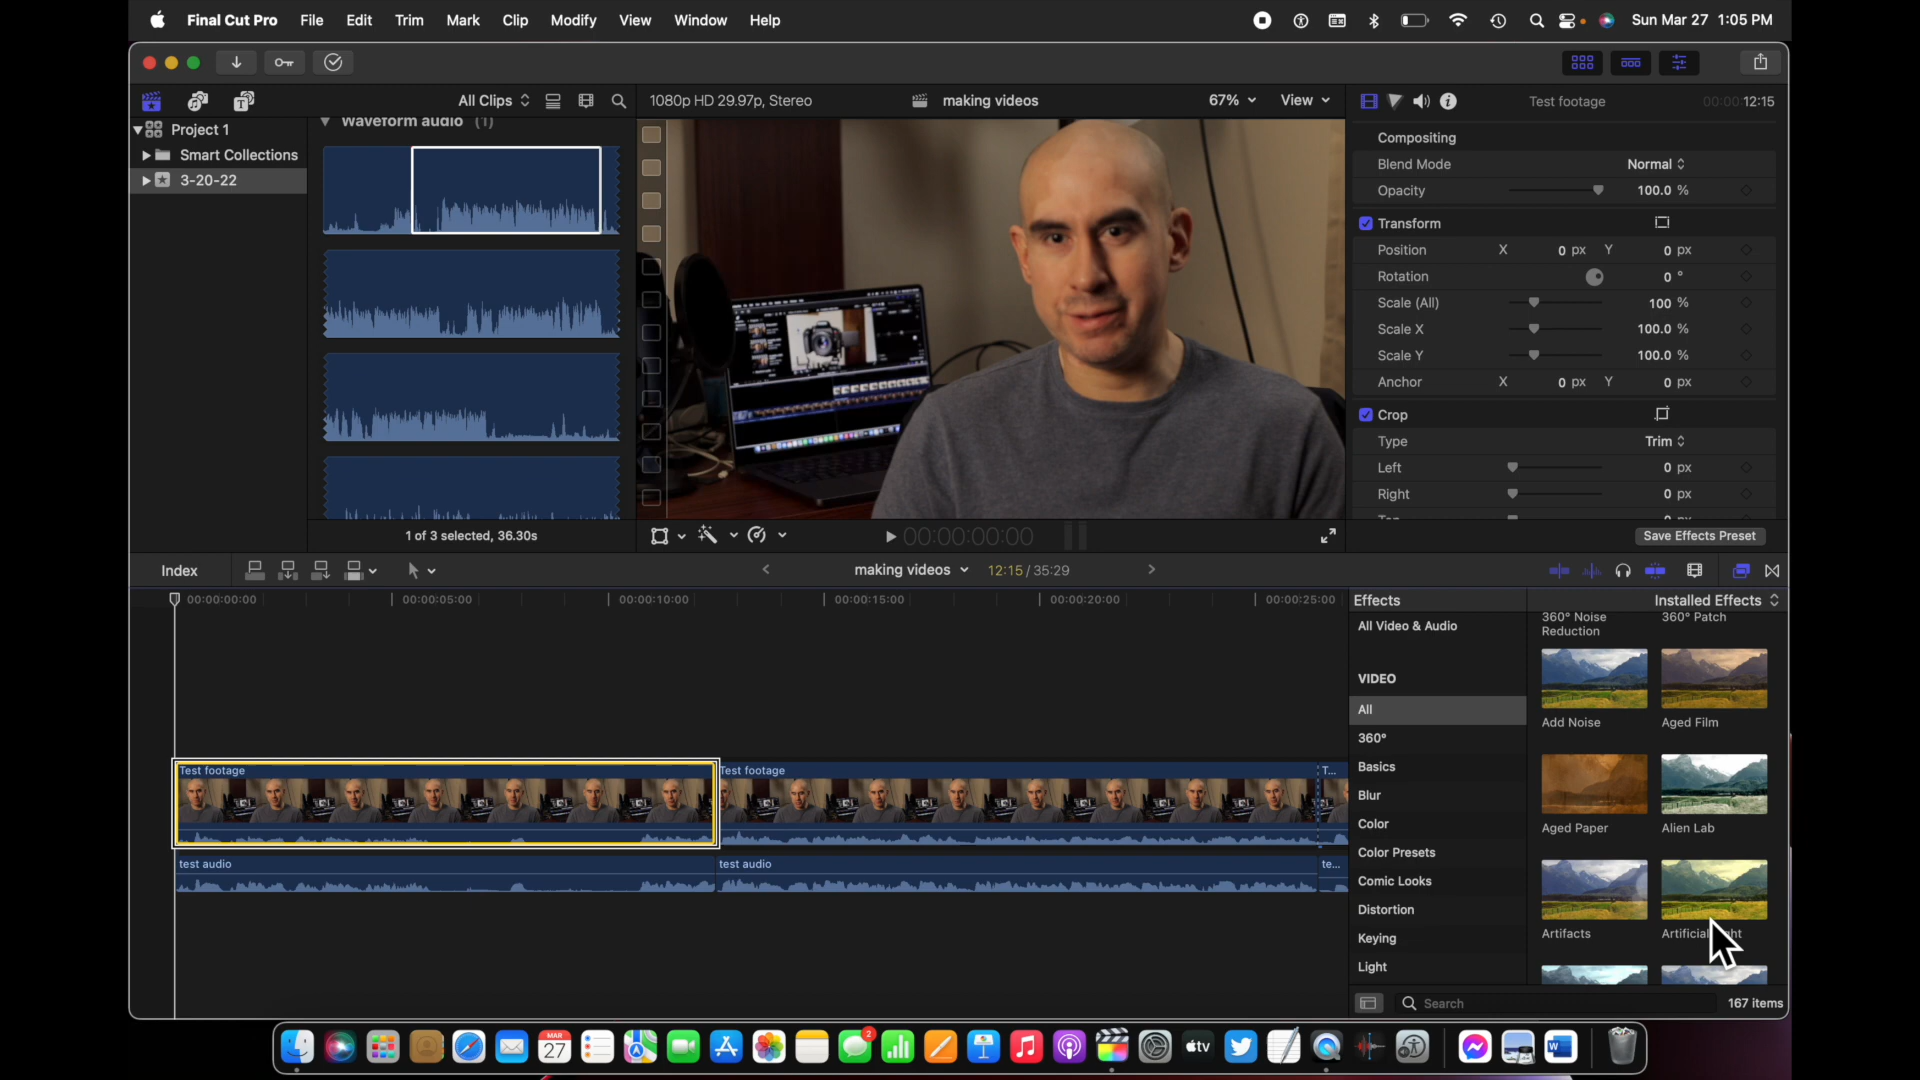 Final Cut Pro File Edit Trim Mark Clip Modify View Window Help Sun Mar 27 1:05 PM
All Clips 1080p HD 29.97p, Stereo making videos 67% View Test footage 00:00:12:15
Project 1
Smart Collections
3-20-22
Waveform audio (1)
1 of 3 selected, 36.30s
00:00:00:00
Compositing
Blend Mode Normal
Opacity 100.0 %
Transform
Position X 0 px Y 0 px
Rotation 0 °
Scale (All) 100 %
Scale X 100.0 %
Scale Y 100.0 %
Anchor X 0 px Y 0 px
Crop
Type Trim
Left 0 px
Right 0 px
Save Effects Preset
Index making videos 12:15 / 35:29
00:00:00:00 00:00:05:00 00:00:10:00 00:00:15:00 00:00:20:00 00:00:25:00
Test footage Test footage T...
test audio test audio te...
Effects Installed Effects
All Video & Audio
VIDEO
All
360°
Basics
Blur
Color
Color Presets
Comic Looks
Distortion
Keying
Light
360° Noise
Reduction
360° Patch
Add Noise Aged Film
Aged Paper Alien Lab
Artifacts Artificial
Search 167 items
MAR
27
2
tv
W